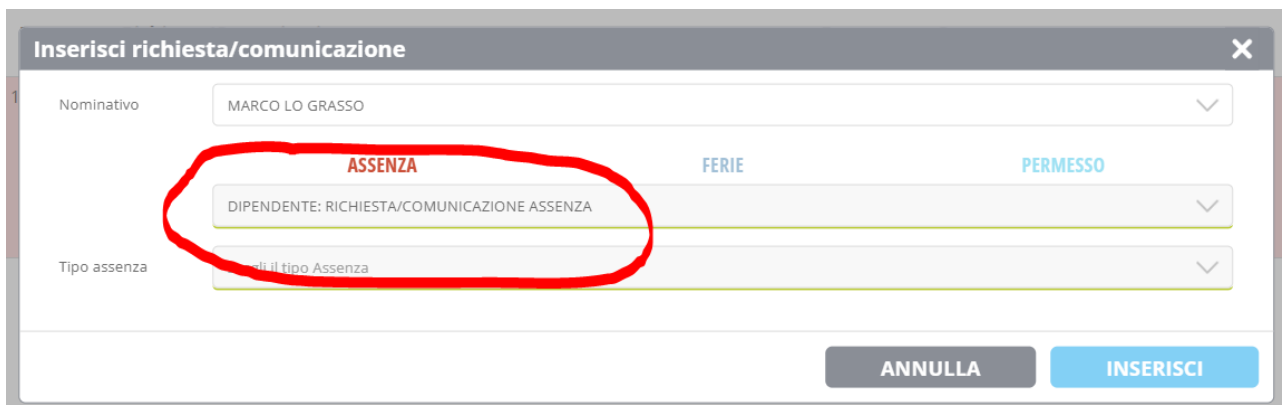 Inserisci richiesta/comunicazione
1
Nominativo MARCO LO GRASSO
ASSENZA FERIE PERMESSO
DIPENDENTE: RICHIESTA/COMUNICAZIONE ASSENZA
Tipo assenza il tipo Assenza
ANNULLA INSERISCI